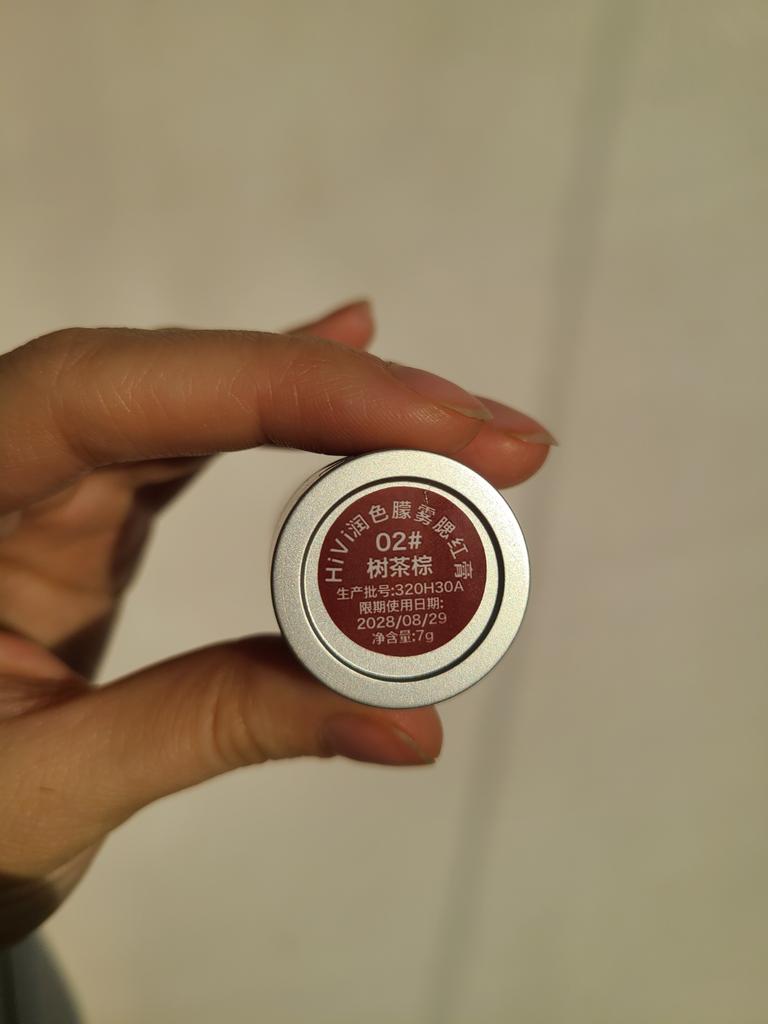 HiVi润色朦雾腮红膏
02#
树茶棕
生产批号:320H30A
限期使用日期:
2028/08/29
净含量:7g